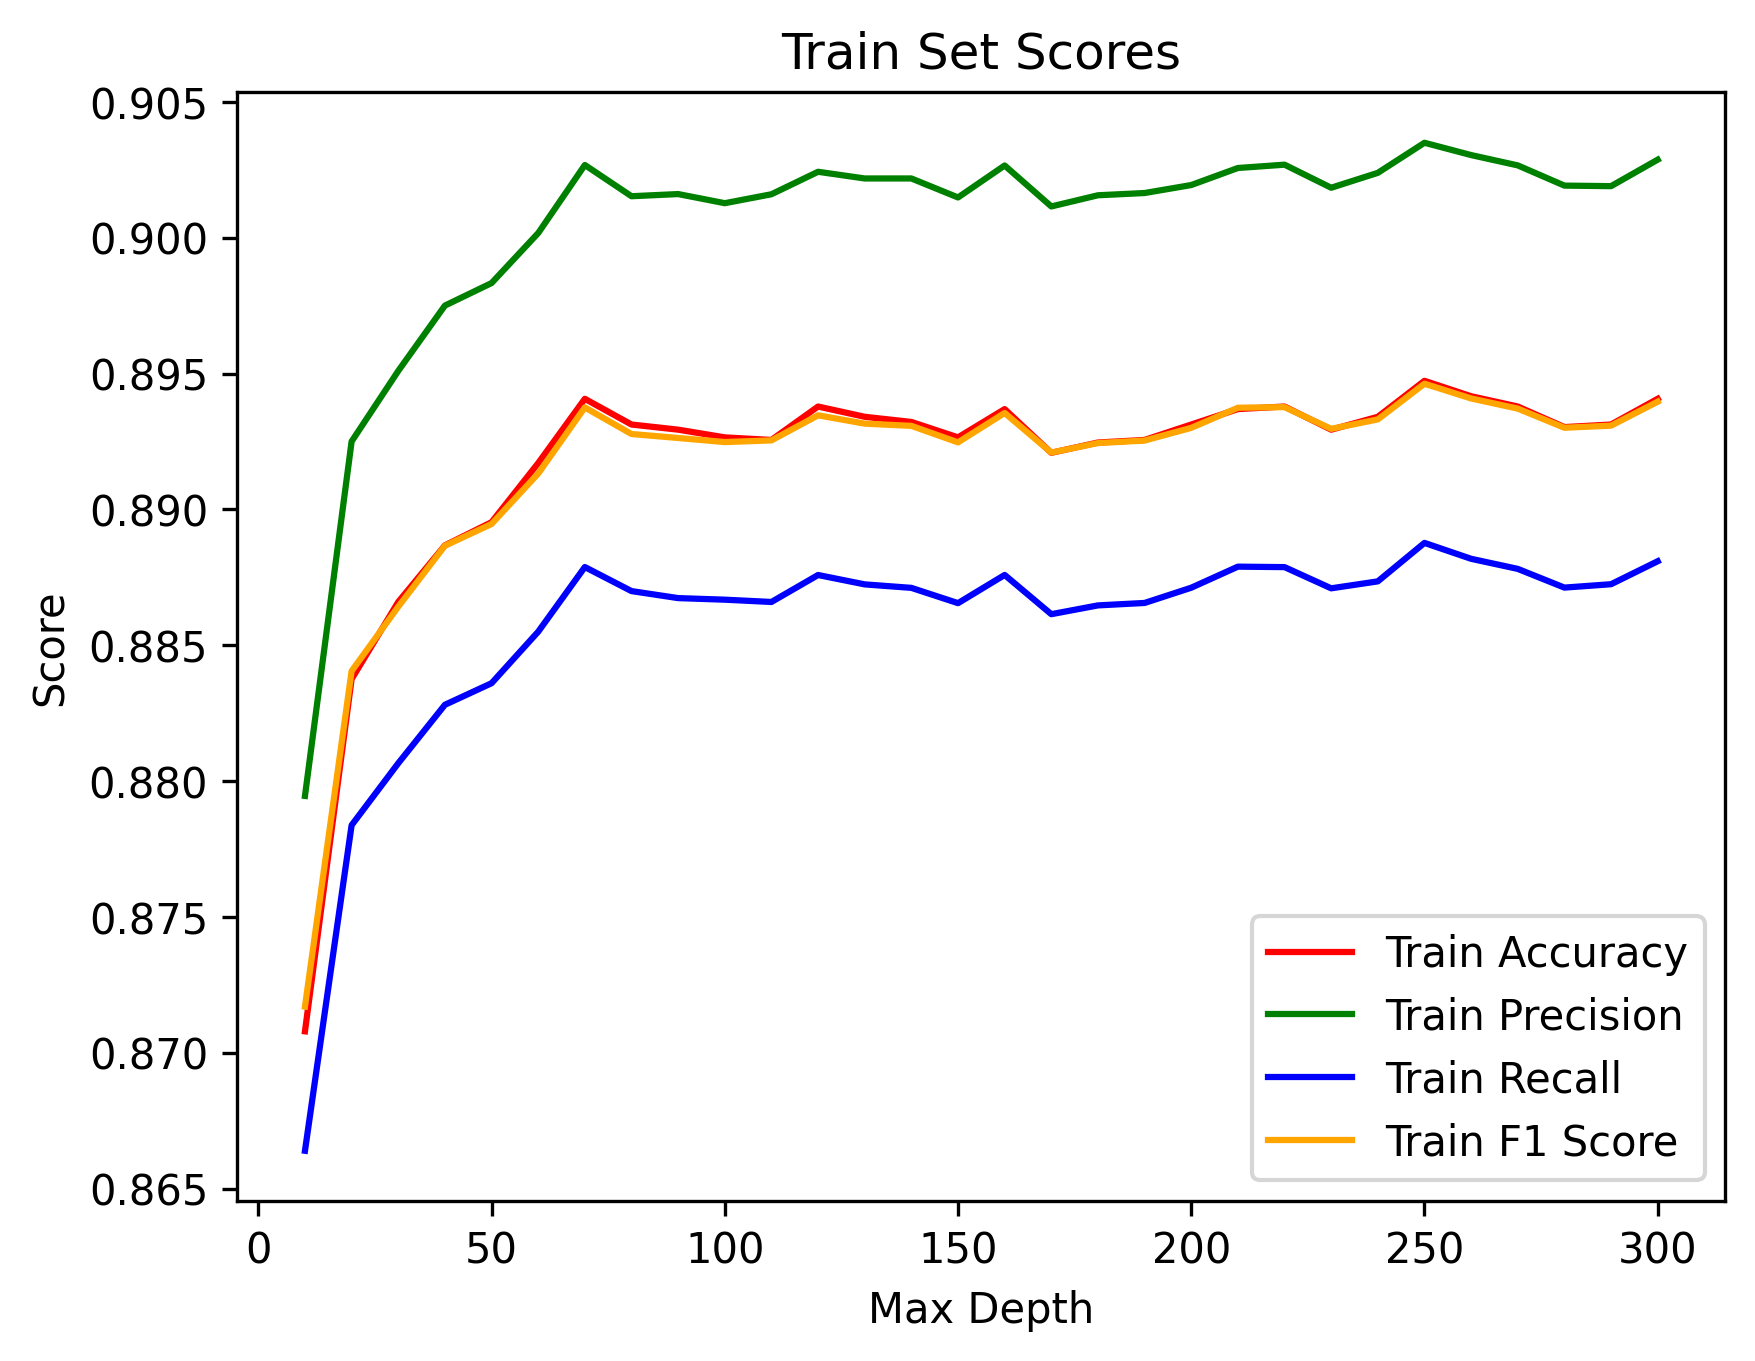 Train Set Scores
0.905
0.900
0.895
0.890
0.885
0.880
0.875
0.870
0.865
Score
0 50 100 150 200 250 300
Max Depth
Train Accuracy
Train Precision
Train Recall
Train F1 Score